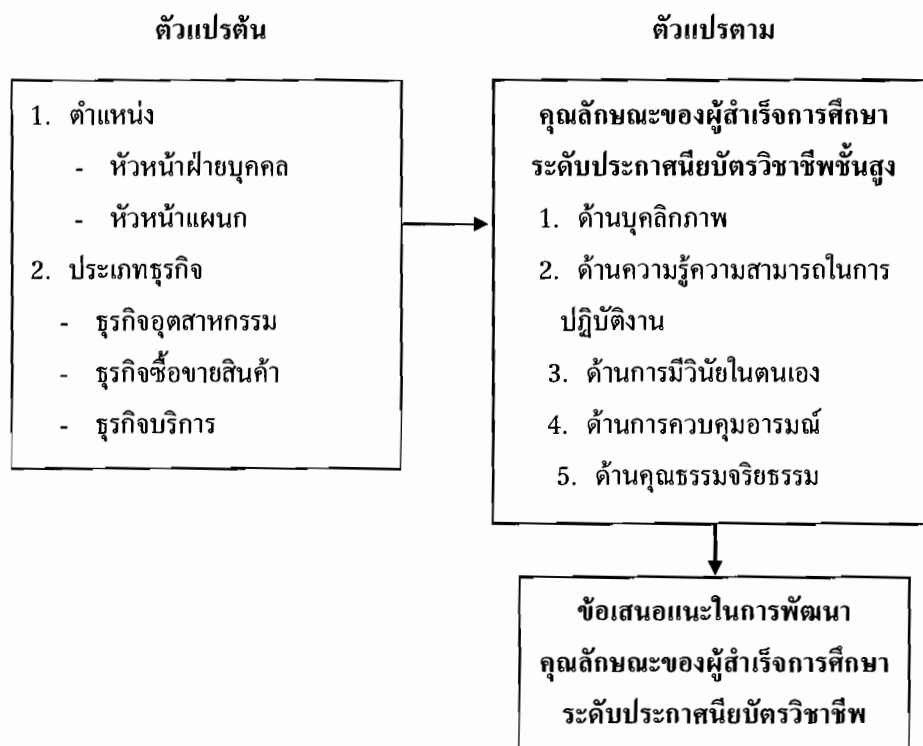 ตัวแปรต้น
1. ตำแหน่ง
- หัวหน้าฝ่ายบุคคล
- หัวหน้าแผนก
2. ประเภทธุรกิจ
- ธุรกิจอุตสาหกรรม
- ธุรกิจซื้อขายสินค้า
- ธุรกิจบริการ
ตัวแปรตาม
คุณลักษณะของผู้สำเร็จการศึกษา
ระดับประกาศนียบัตรวิชาชีพชั้นสูง
1. ด้านบุคลิกภาพ
2. ด้านความรู้ความสามารถในการ
ปฏิบัติงาน
3. ด้านการมีวินัยในตนเอง
4. ด้านการควบคุมอารมณ์
5. ด้านคุณธรรมจริยธรรม
ข้อเสนอแนะในการพัฒนา
คุณลักษณะของผู้สำเร็จการศึกษา
ระดับประกาศนียบัตรวิชาชีพ